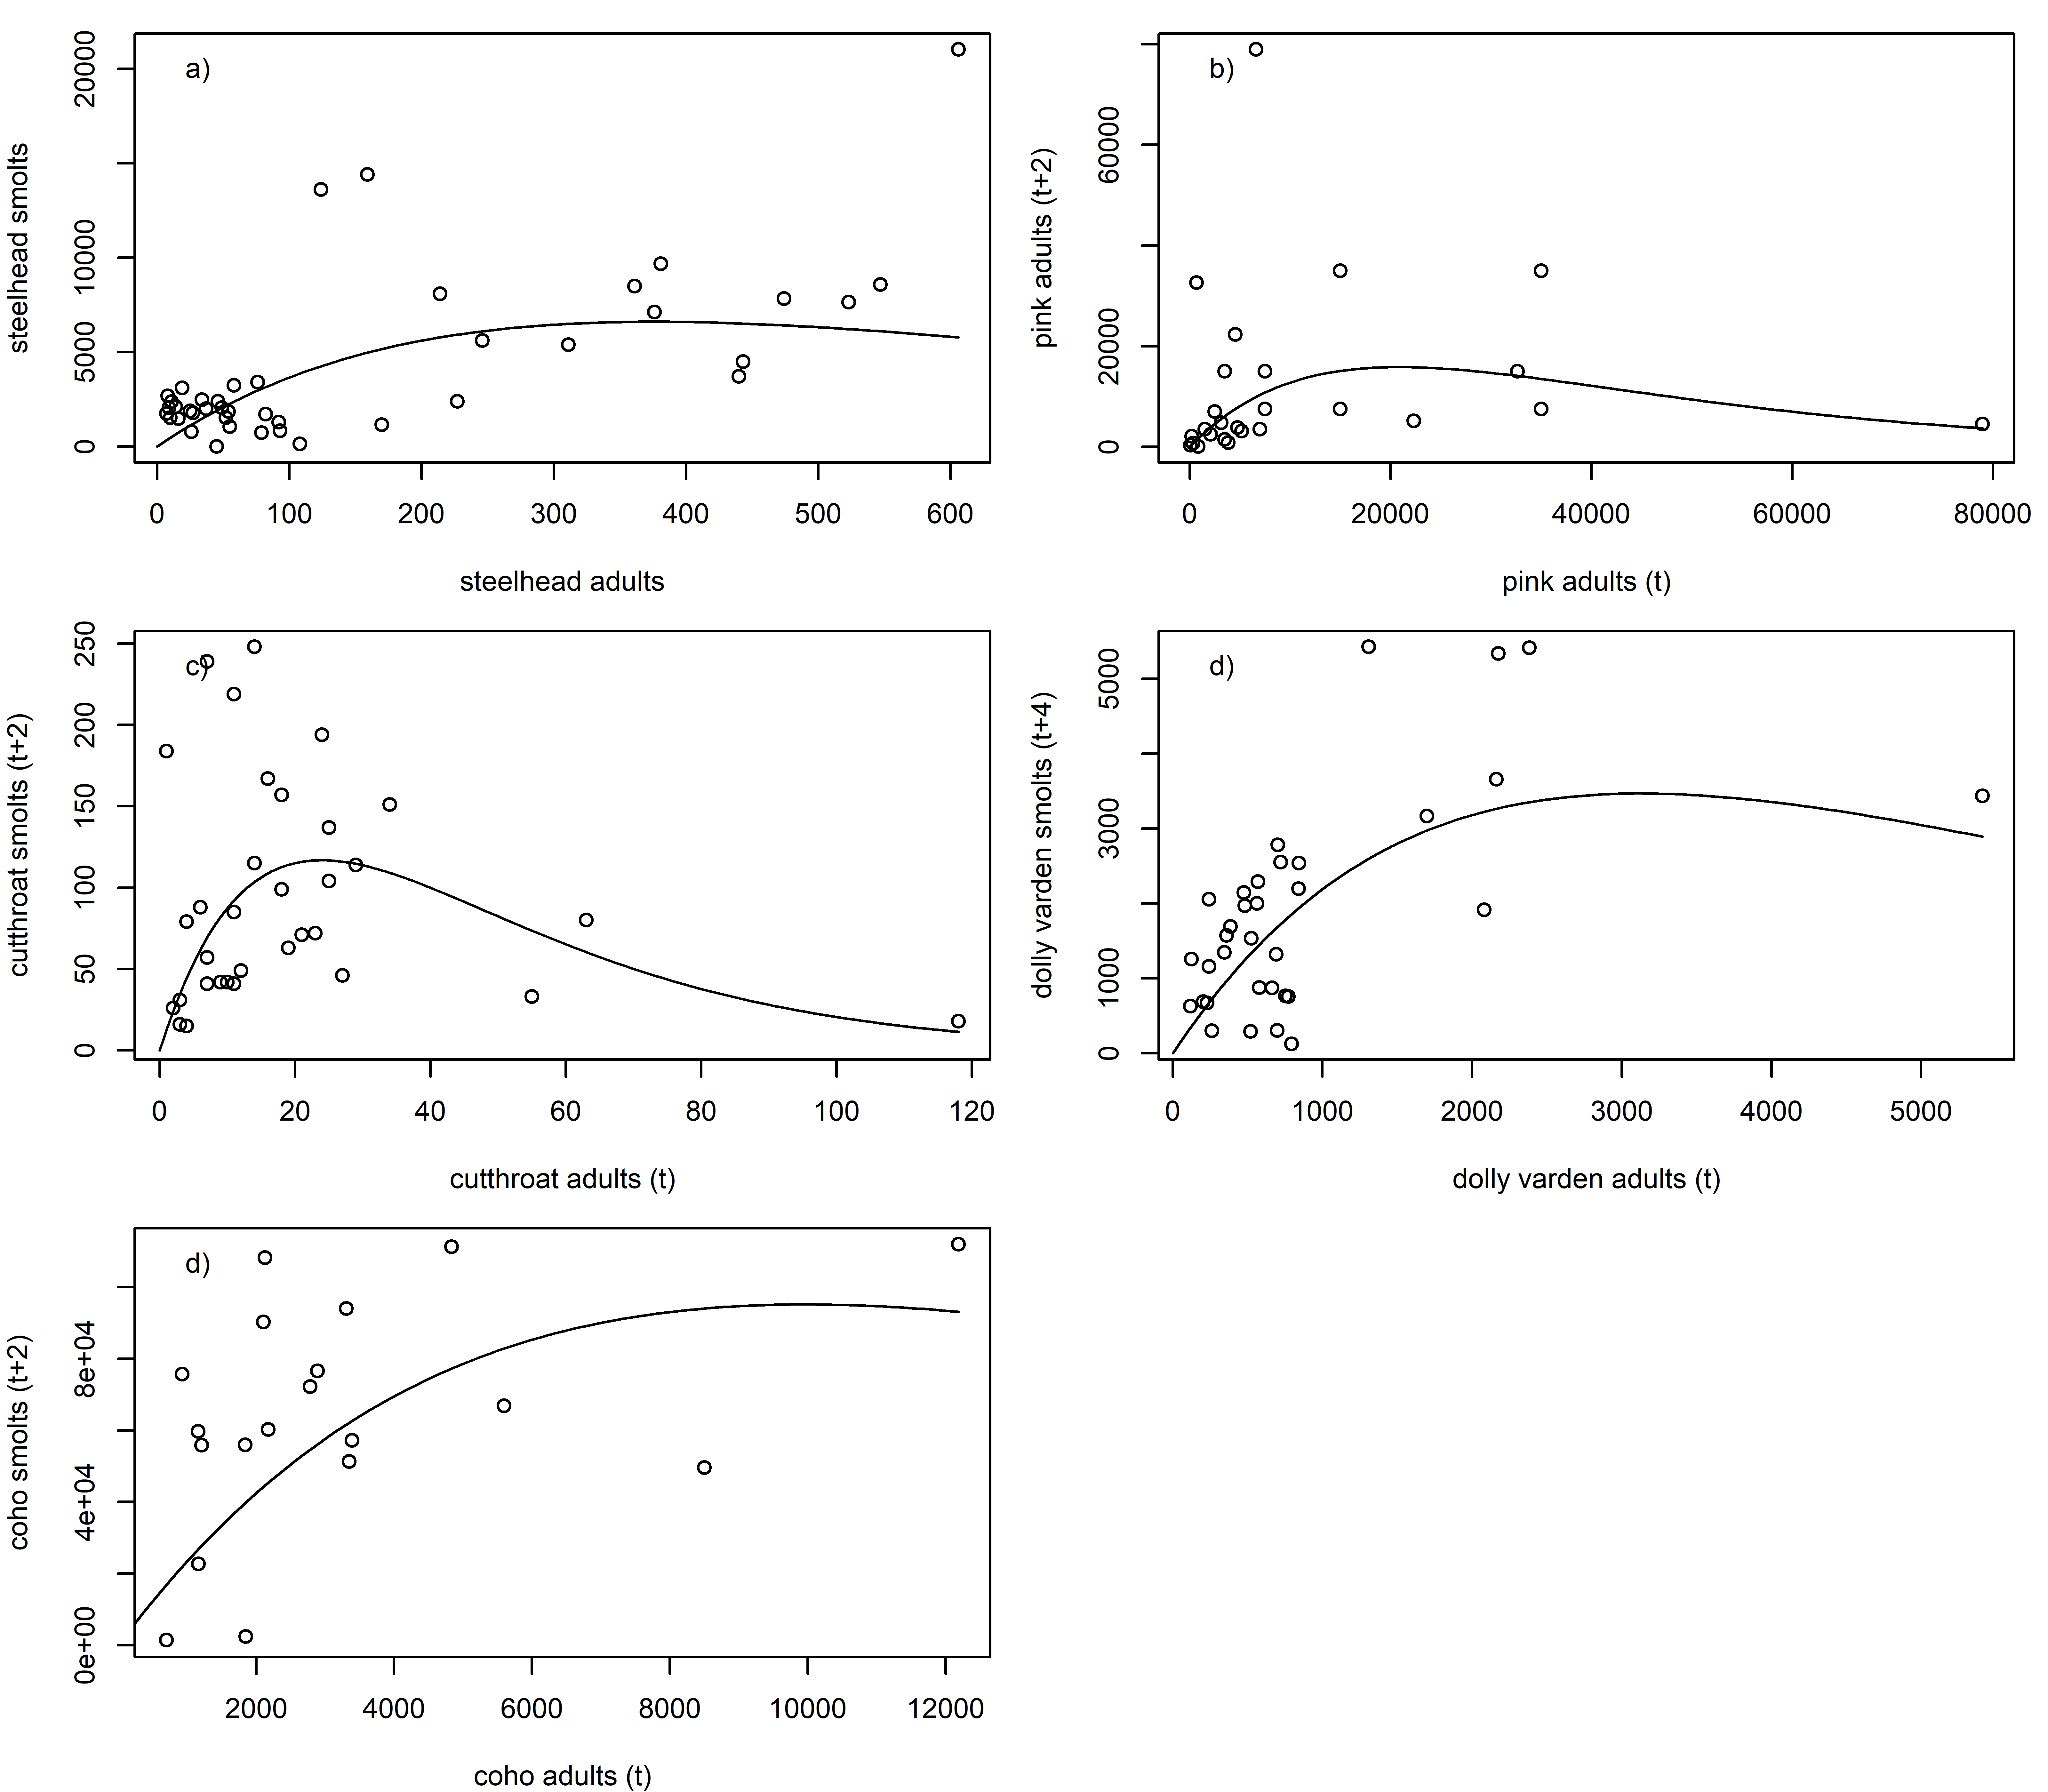 a)
steelhead smolts
0
5000
10000
20000
0
100
200
300
400
500
600
steelhead adults
b)
pink adults (t+2)
0
20000
60000
0
20000
40000
60000
80000
pink adults (t)
c)
cutthroat smolts (t+2)
0
50
100
150
200
250
0
20
40
60
80
100
120
cutthroat adults (t)
d)
dolly varden smolts (t+4)
0
1000
3000
5000
0
1000
2000
3000
4000
5000
dolly varden adults (t)
d)
coho smolts (t+2)
0e+00
4e+04
8e+04
2000
4000
6000
8000
10000
12000
coho adults (t)